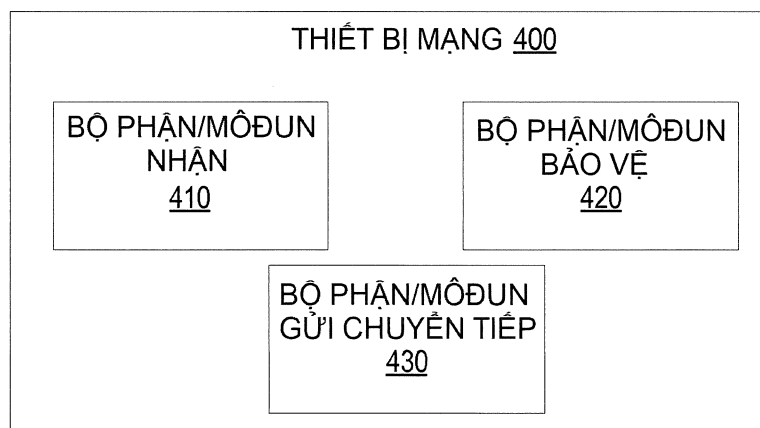 THIẾT BỊ MẠNG 400
BỘ PHẬN/MÔĐUN
NHẬN
410
BỘ PHẬN/MÔĐUN
BẢO VỆ
420
BỘ PHẬN/MÔĐUN
GỬI CHUYỂN TIẾP
430